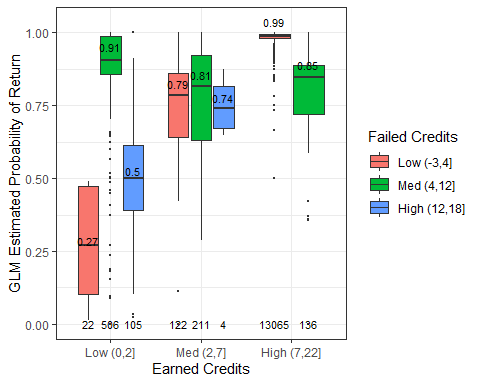 GLM Estimated Probability of Return
1.00
0.75
0.50
0.25
0.00
0.27
0.91
0.5
0.79
0.81
0.74
0.99
0.85
22 586 105 122 211 4 13065 136
Low (0,2] Med (2,7] High (7,22]
Earned Credits
Failed Credits
Low (-3,4]
Med (4,12]
High (12,18]